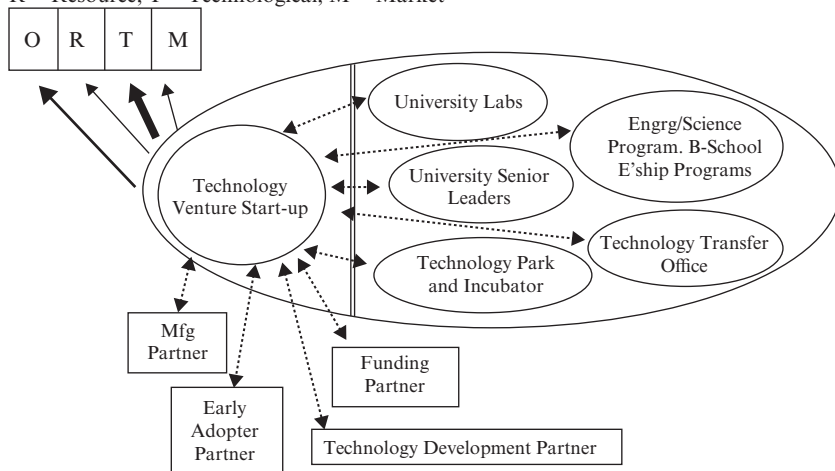 R = Resource; T = Technological; M = Market
O R T M
University Labs
Engrg/Science
Program. B-School
E'ship Programs
Technology
Venture Start-up
University Senior
Leaders
Technology Transfer
Office
Technology Park
and Incubator
Mfg
Partner
Funding
Partner
Early
Adopter
Partner
Technology Development Partner